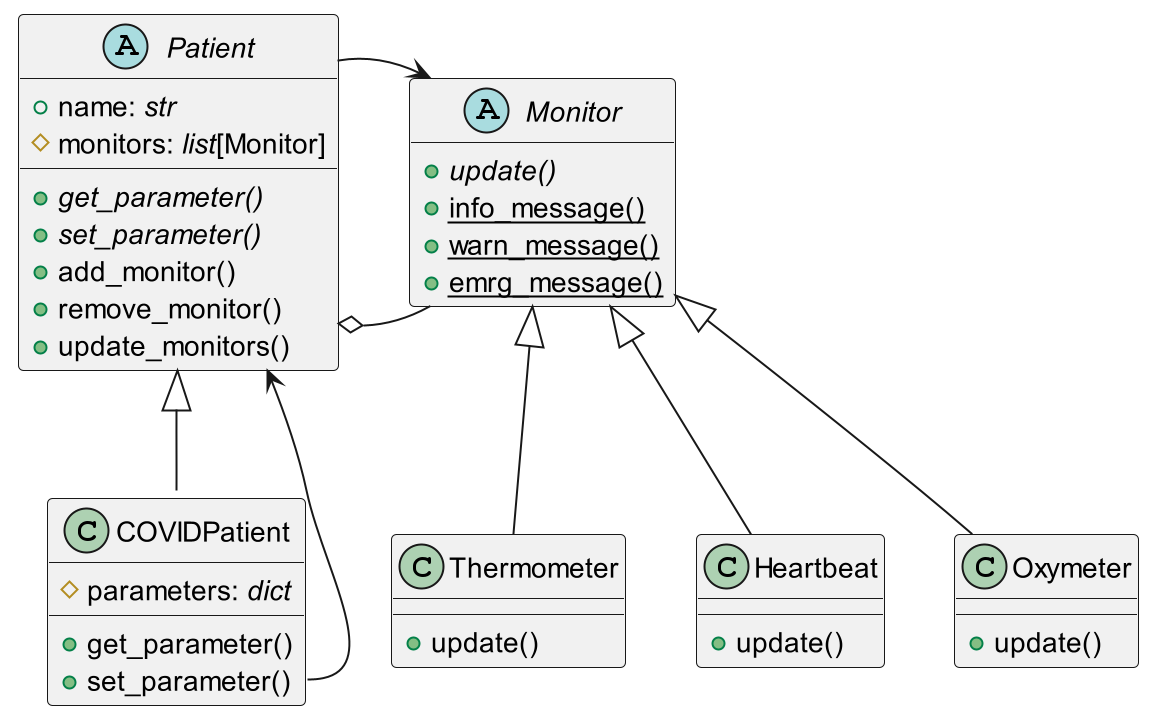 A Patient
name: str
monitors: list[Monitor]
get_parameter()
set_parameter()
add_monitor()
remove_monitor()
update_monitors()
A Monitor
update()
info_message()
warn_message()
emrg_message()
C COVIDPatient
parameters: dict
get_parameter()
set_parameter()
C Thermometer
update()
C Heartbeat
update()
C Oxymeter
update()